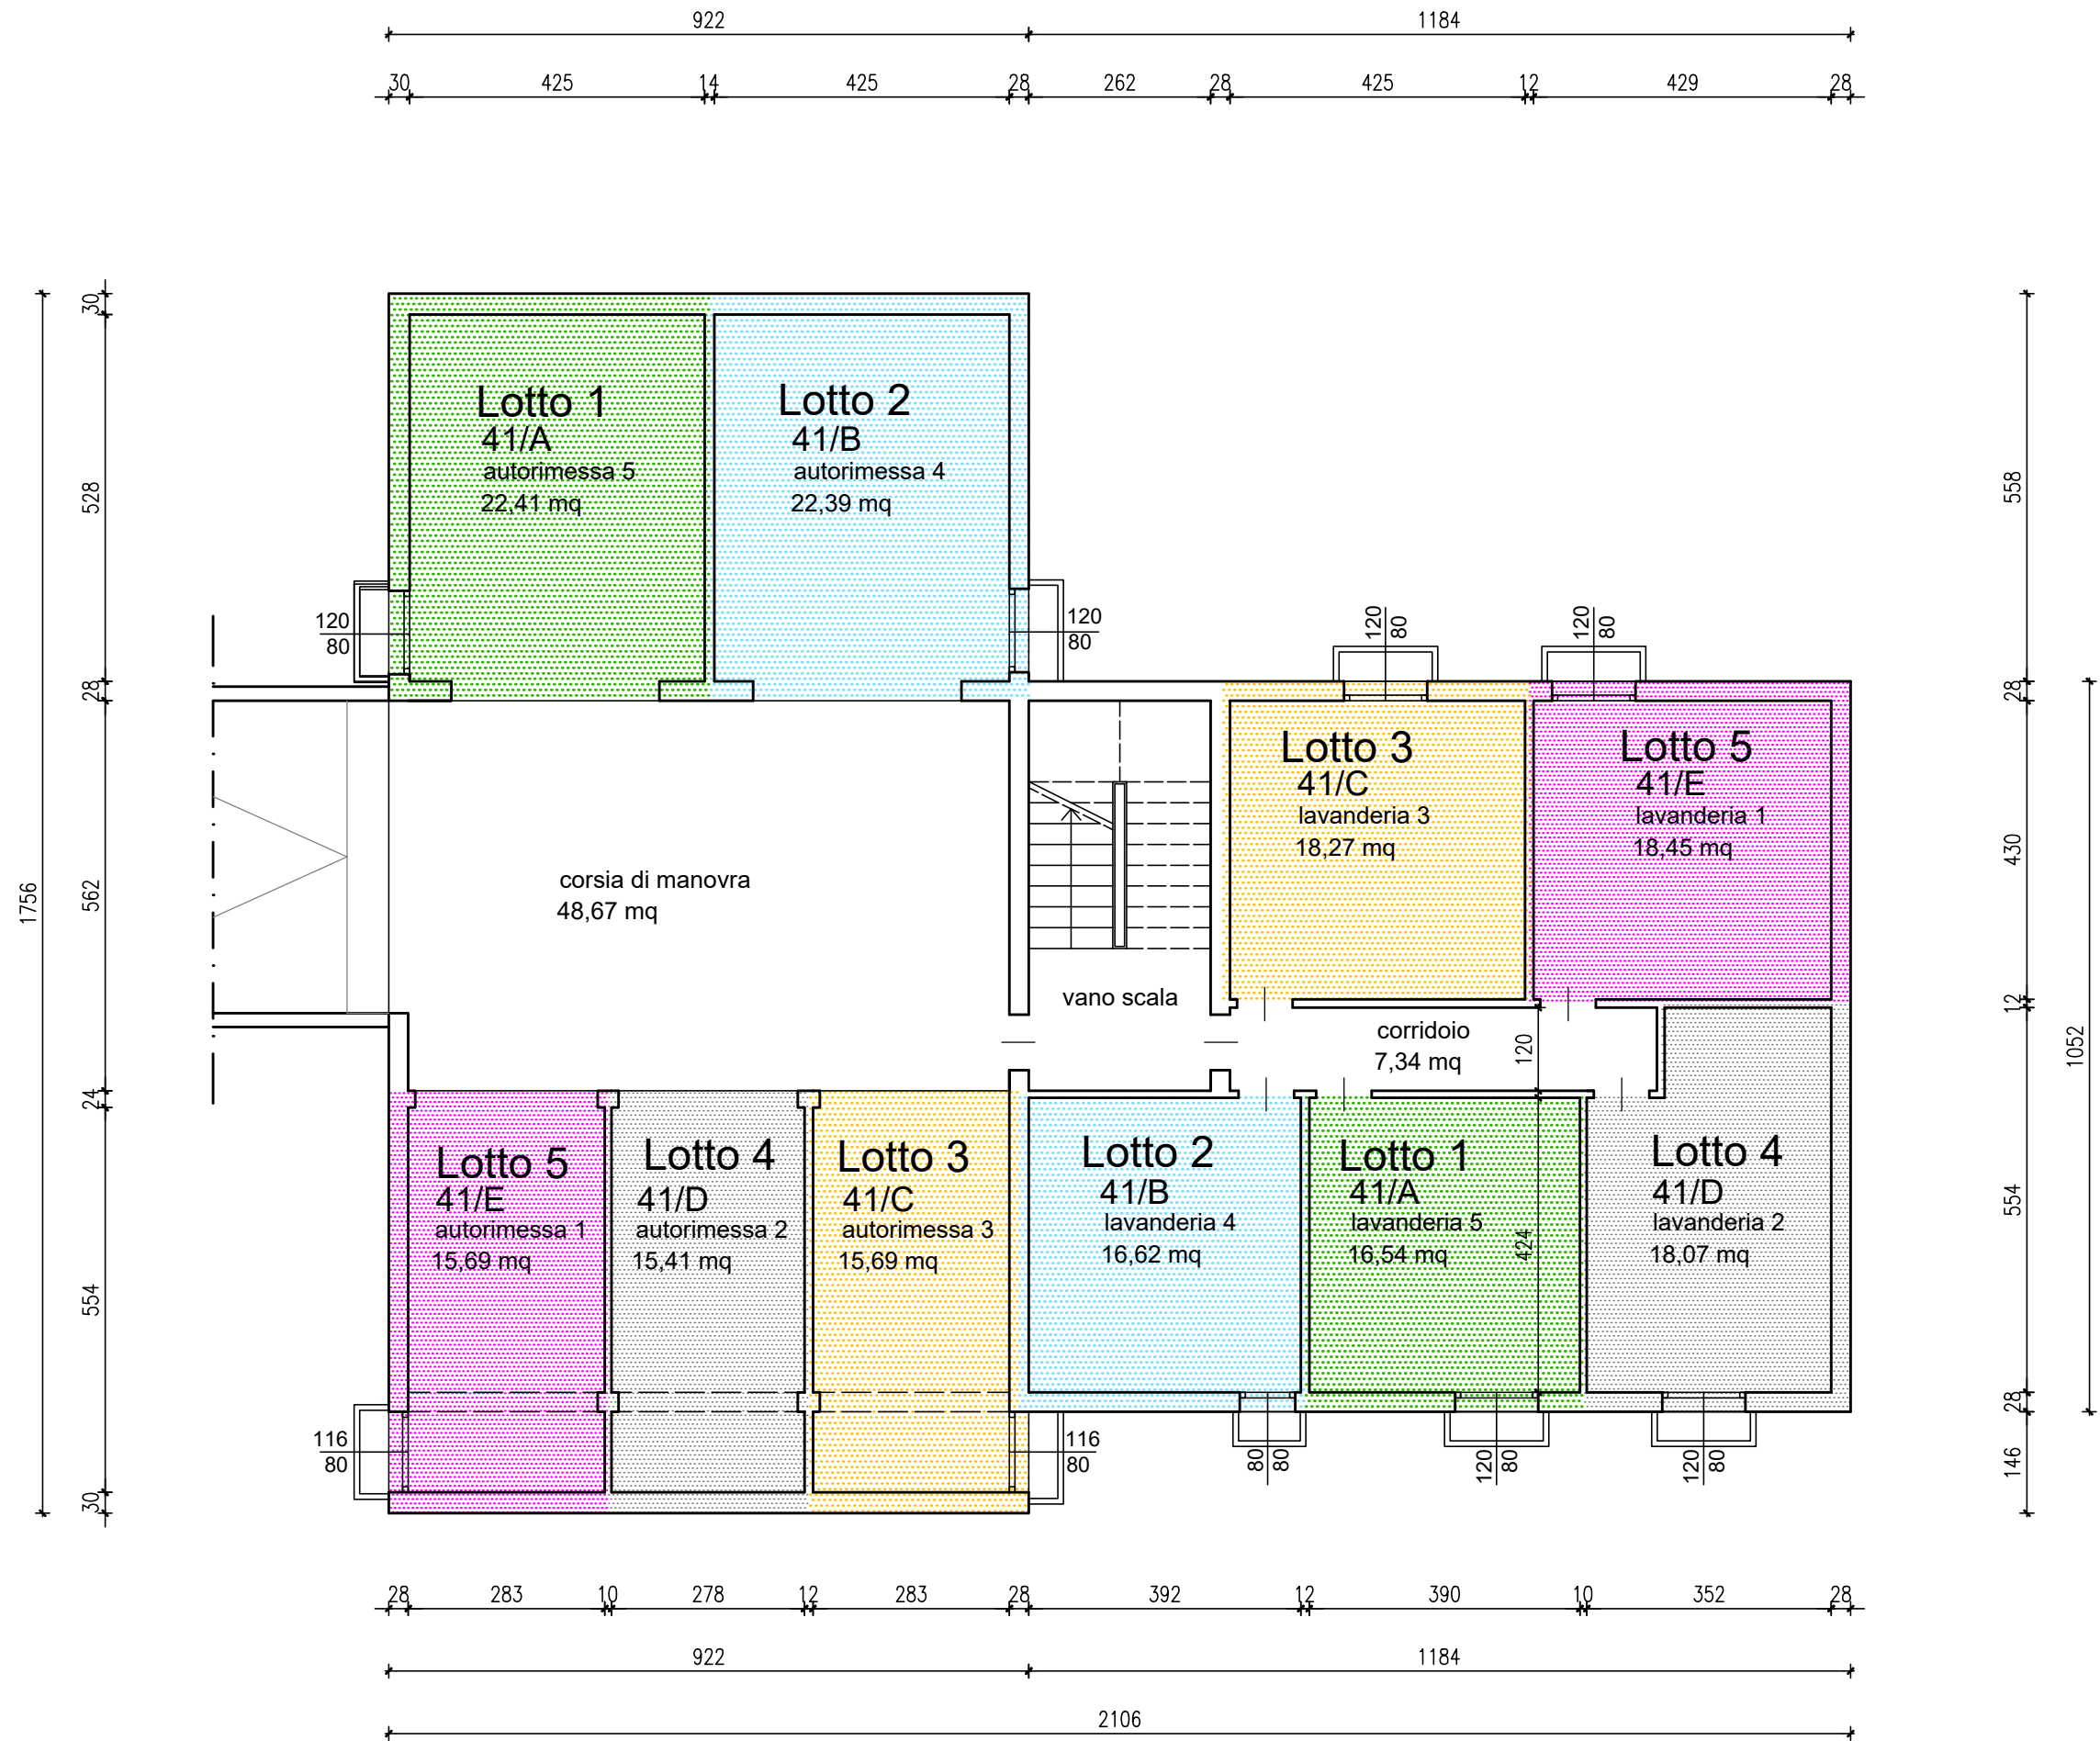 922
1184
30
425
14
425
28
262
28
425
12
429
28
Lotto 1
41/A
autorimessa 5
22,41 mq
Lotto 2
41/B
autorimessa 4
22,39 mq
120
80
120
80
120
80
120
80
1756
30
528
28
562
24
554
30
558
28
430
12
554
28
146
1052
corsia di manovra
48,67 mq
vano scala
Lotto 3
41/C
lavanderia 3
18,27 mq
Lotto 5
41/E
lavanderia 1
18,45 mq
corridoio
7,34 mq
120
Lotto 5
41/E
autorimessa 1
15,69 mq
Lotto 4
41/D
autorimessa 2
15,41 mq
Lotto 3
41/C
autorimessa 3
15,69 mq
Lotto 2
41/B
lavanderia 4
16,62 mq
Lotto 1
41/A
lavanderia 5
16,54 mq
424
Lotto 4
41/D
lavanderia 2
18,07 mq
116
80
116
80
80
80
120
80
120
80
28
283
10
278
12
283
28
392
12
390
10
352
28
922
1184
2106